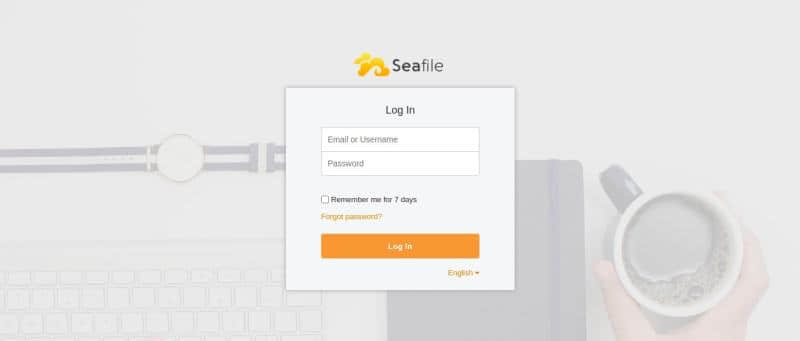 Seafile
Log In
Email or Username
Password
Remember me for 7 days
Forgot password?
Log In
English